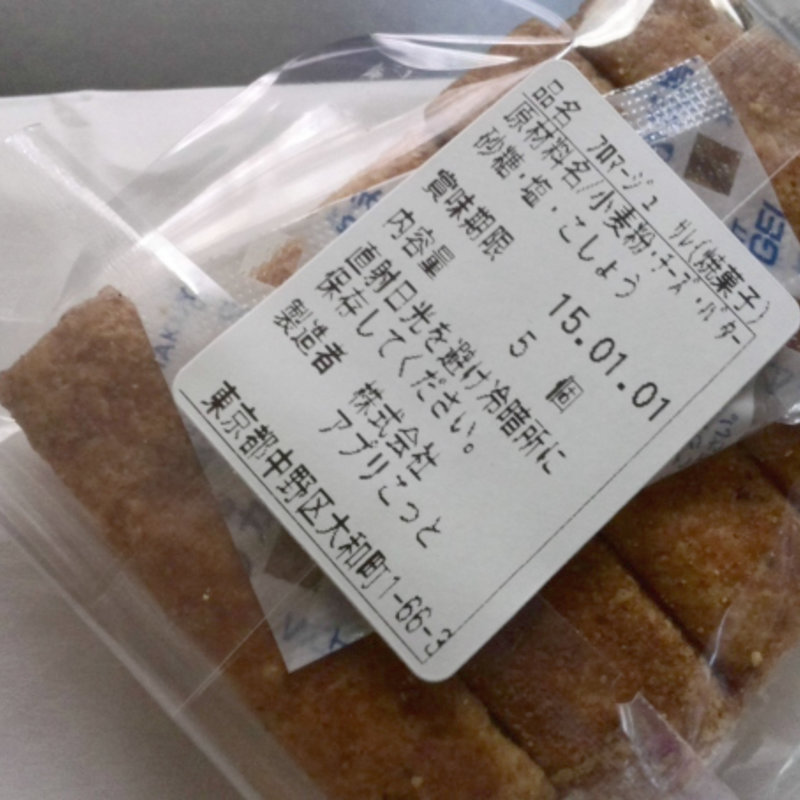 品名 フロマージュ サレ(焼菓子)
原材料名/小麦粉・チーズ・バター
砂糖・塩・こしょう
賞味期限 15.01.01
内容量 5 個
直射日光を避け冷暗所に
保存してください。
製造者 株式会社
アプリこっと
東京都中野区大和町1-66-3
GEI